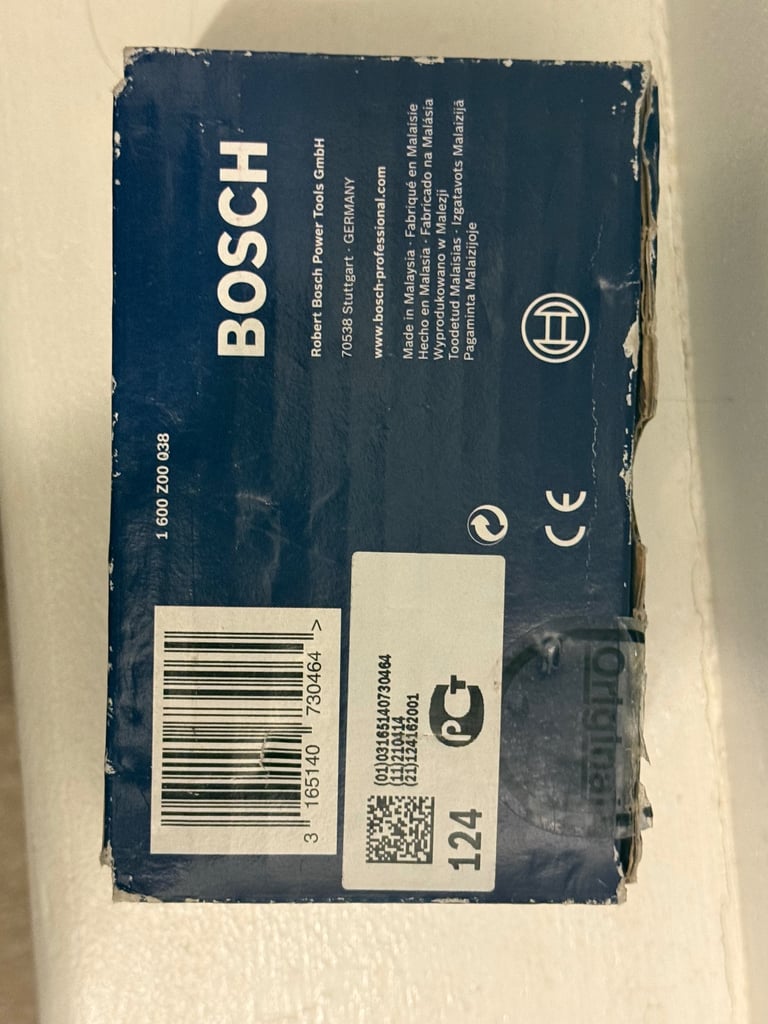 BOSCH
Robert Bosch Power Tools GmbH
70538 Stuttgart · GERMANY
www.bosch-professional.com
Made in Malaysia · Fabriqué en Malaisie
Hecho en Malasia · Fabricado na Malásia
Wyprodukowano w Malezji
Toodetud Malaisias · Izgatavots Malaizijā
Pagaminta Malaizijoje
1 600 Z00 038
CE
3 165140 730464 >
(01)03165140730464
(11)210414
(21)124162001
124
PC
original